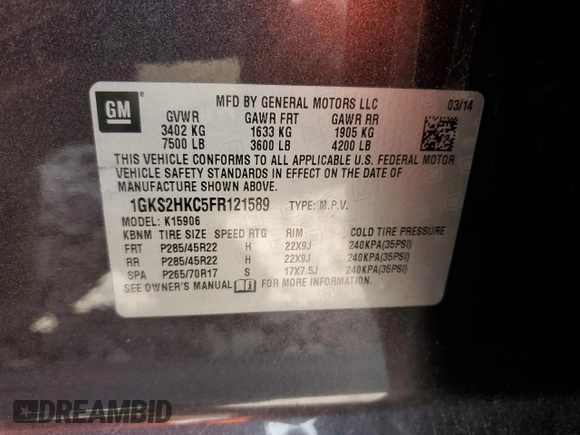 GM
MFD BY GENERAL MOTORS LLC 03/14
GVWR GAWR FRT GAWR RR
3402 KG 1633 KG 1905 KG
7500 LB 3600 LB 4200 LB
THIS VEHICLE CONFORMS TO ALL APPLICABLE U.S. FEDERAL MOTOR
VEHICLE SAFETY STANDARDS IN EFFECT ON THE DATE OF
MANUFACTURE SHOWN ABOVE.
1GKS2HKC5FR121589 TYPE: M.P.V.
MODEL: K15906
KBNM TIRE SIZE SPEED RTG RIM COLD TIRE PRESSURE
FRT P285/45R22 H 22X9J 240KPA(35PSI)
RR P285/45R22 H 22X9J 240KPA(35PSI)
SPA P265/70R17 S 17X7.5J 240KPA(35PSI)
SEE OWNER'S MANUAL FOR MORE INFORMATION.
DREAMBID